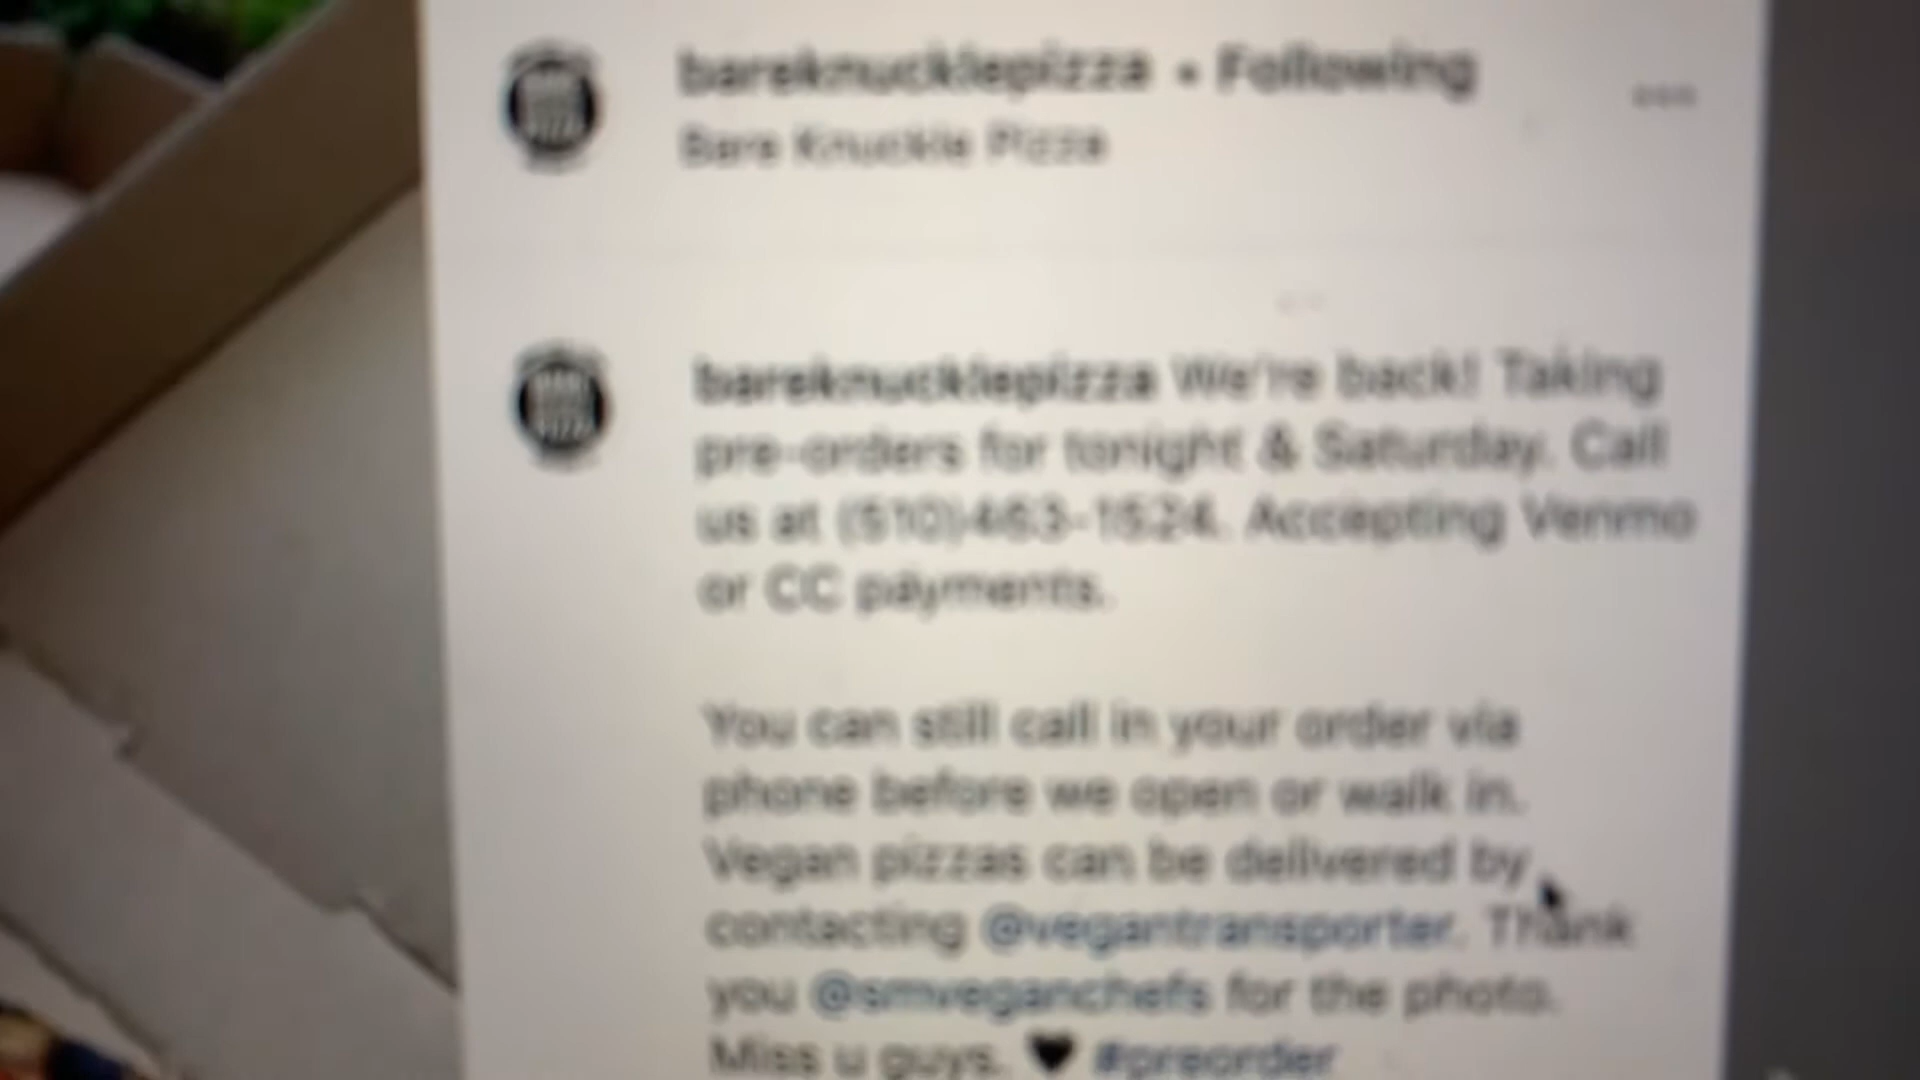 bareknucklepizza • Following
Bare Knuckle Pizza
bareknucklepizza We're back! Taking
pre-orders for tonight & Saturday. Call
us at (510)463-1524. Accepting Venmo
or CC payments.
You can still call in your order via
phone before we open or walk in.
Vegan pizzas can be delivered by
contacting @vegantransporter. Thank
you @smveganchefs for the photo.
Miss u guys. ♥ #preorder